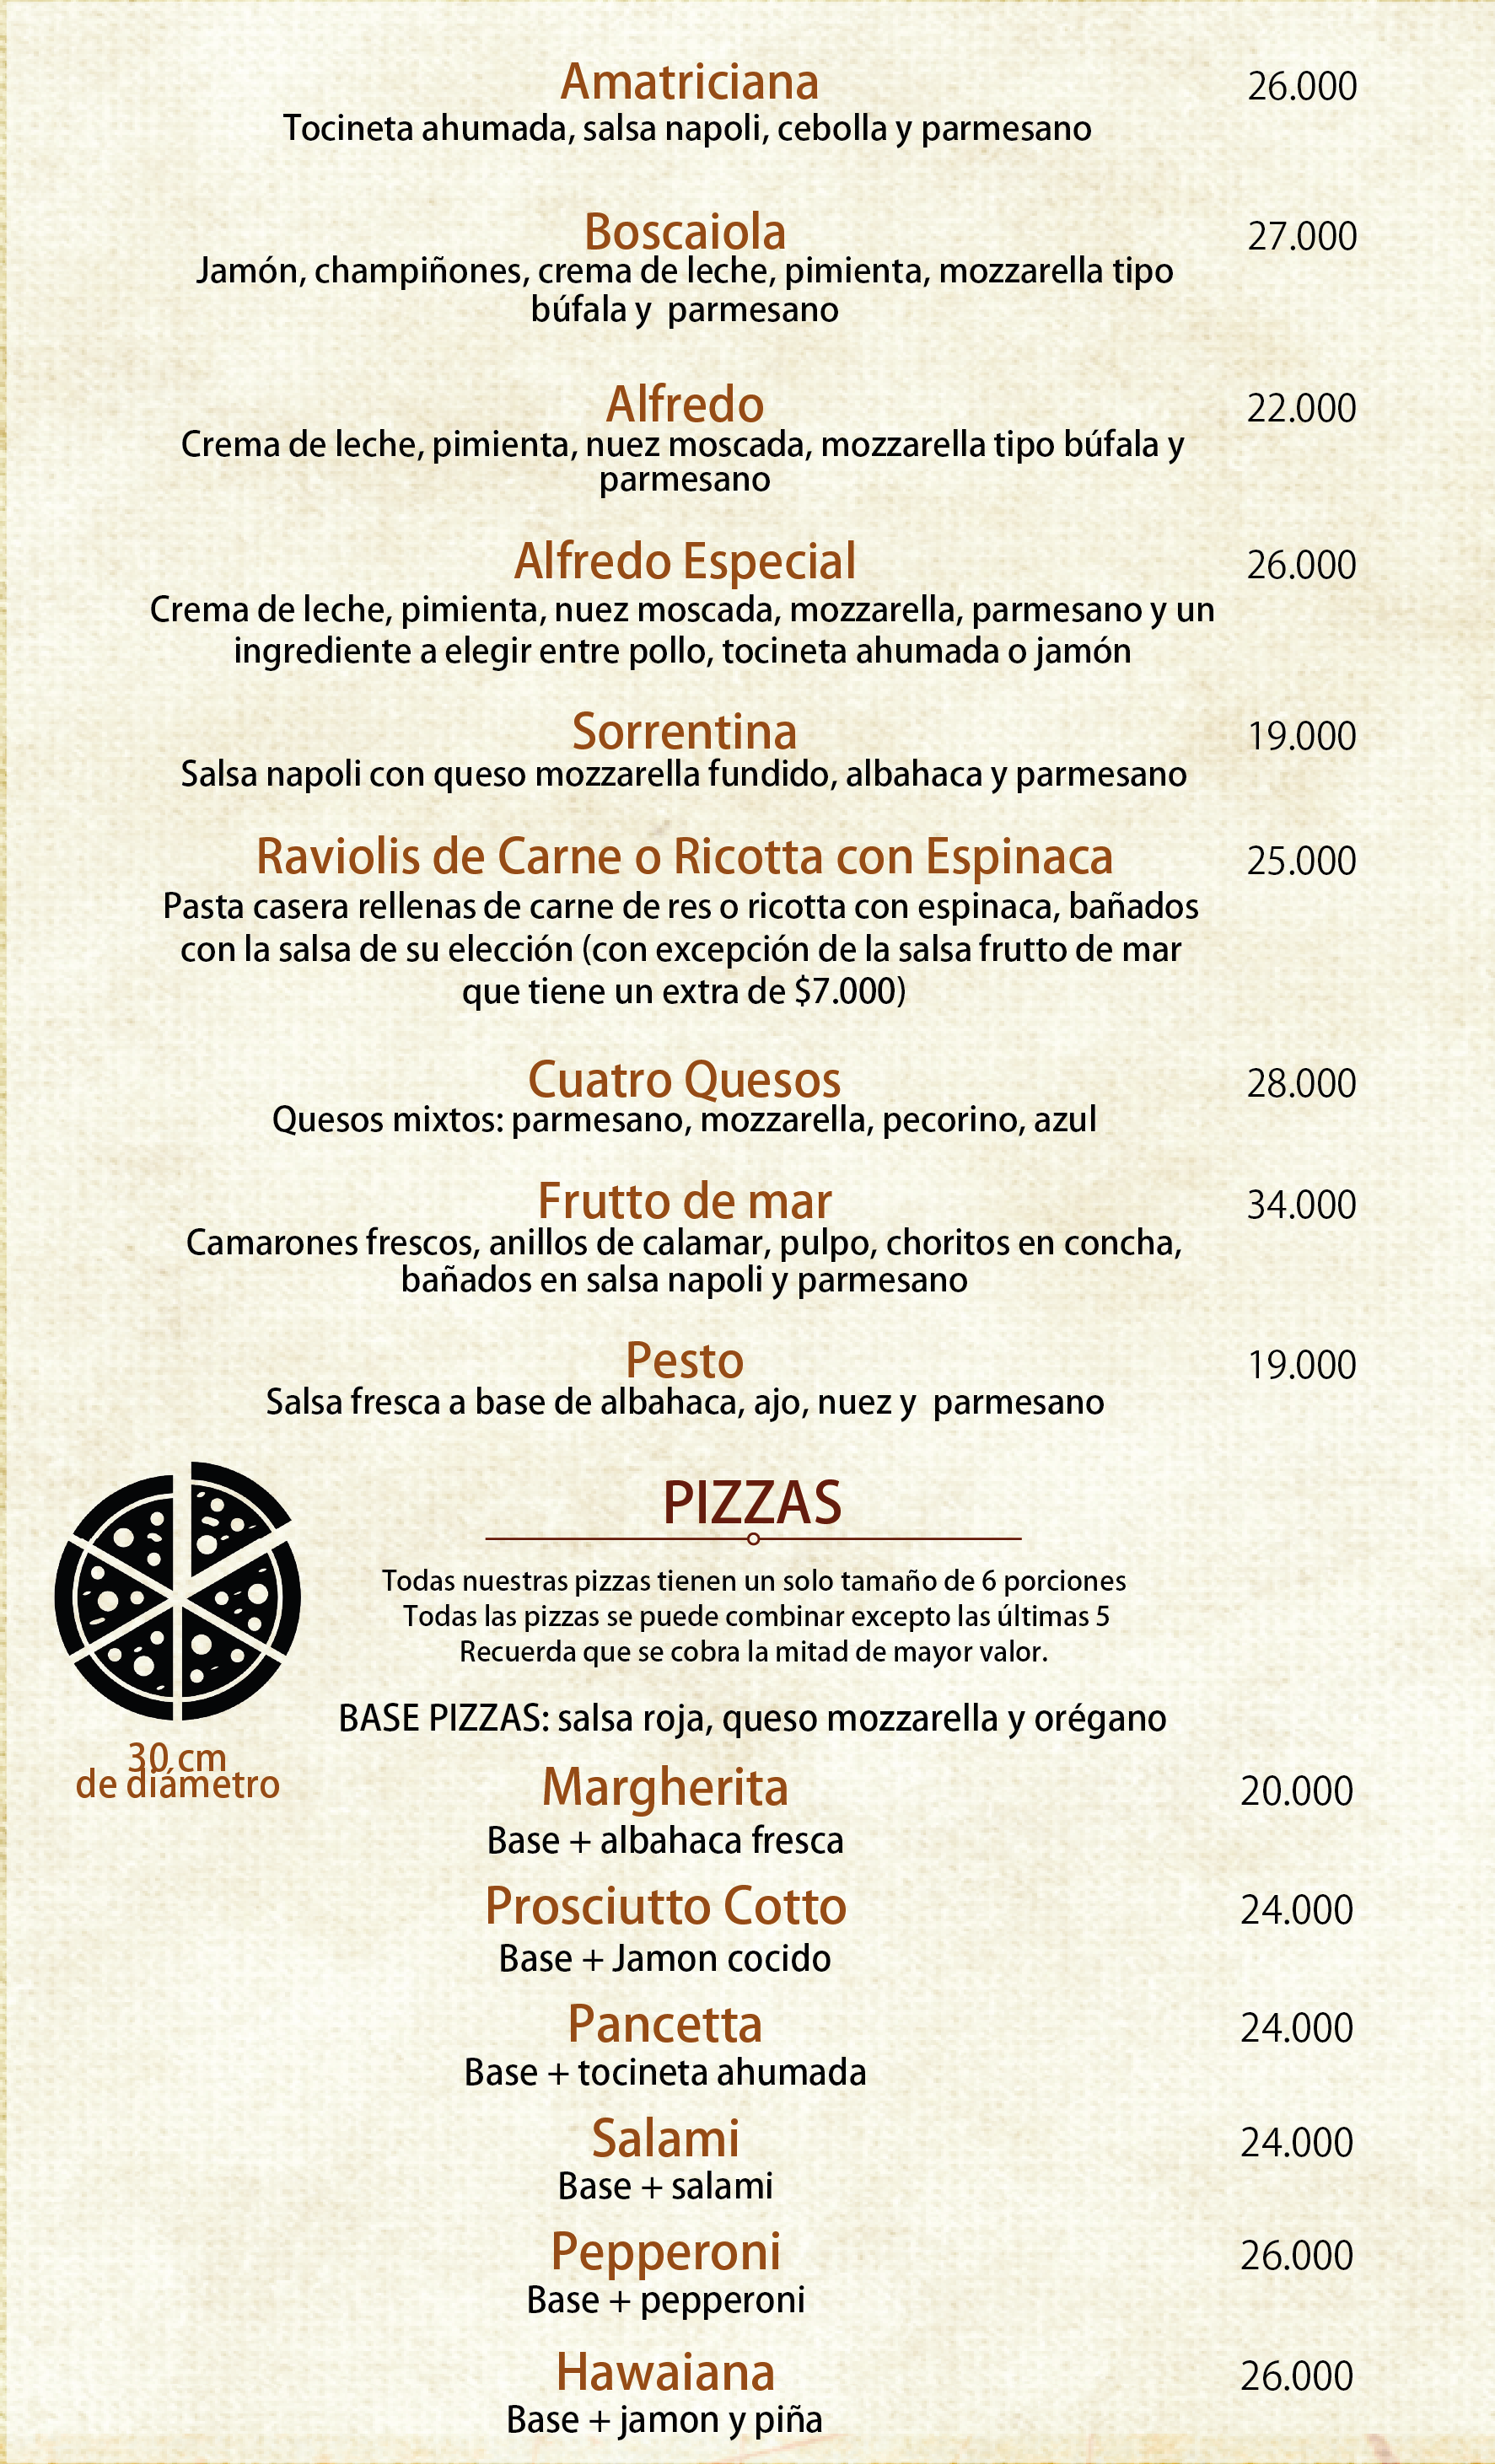 Amatriciana 26.000
Tocineta ahumada, salsa napoli, cebolla y parmesano
Boscaiola 27.000
Jamón, champiñones, crema de leche, pimienta, mozzarella tipo
búfala y parmesano
Alfredo 22.000
Crema de leche, pimienta, nuez moscada, mozzarella tipo búfala y
parmesano
Alfredo Especial 26.000
Crema de leche, pimienta, nuez moscada, mozzarella, parmesano y un
ingrediente a elegir entre pollo, tocineta ahumada o jamón
Sorrentina 19.000
Salsa napoli con queso mozzarella fundido, albahaca y parmesano
Raviolis de Carne o Ricotta con Espinaca 25.000
Pasta casera rellenas de carne de res o ricotta con espinaca, bañados
con la salsa de su elección (con excepción de la salsa frutto de mar
que tiene un extra de $7.000)
Cuatro Quesos 28.000
Quesos mixtos: parmesano, mozzarella, pecorino, azul
Frutto de mar 34.000
Camarones frescos, anillos de calamar, pulpo, choritos en concha,
bañados en salsa napoli y parmesano
Pesto 19.000
Salsa fresca a base de albahaca, ajo, nuez y parmesano
PIZZAS
Todas nuestras pizzas tienen un solo tamaño de 6 porciones
Todas las pizzas se puede combinar excepto las últimas 5
Recuerda que se cobra la mitad de mayor valor.
BASE PIZZAS: salsa roja, queso mozzarella y orégano
30 cm
de diámetro
Margherita 20.000
Base + albahaca fresca
Prosciutto Cotto 24.000
Base + Jamon cocido
Pancetta 24.000
Base + tocineta ahumada
Salami 24.000
Base + salami
Pepperoni 26.000
Base + pepperoni
Hawaiana 26.000
Base + jamon y piña